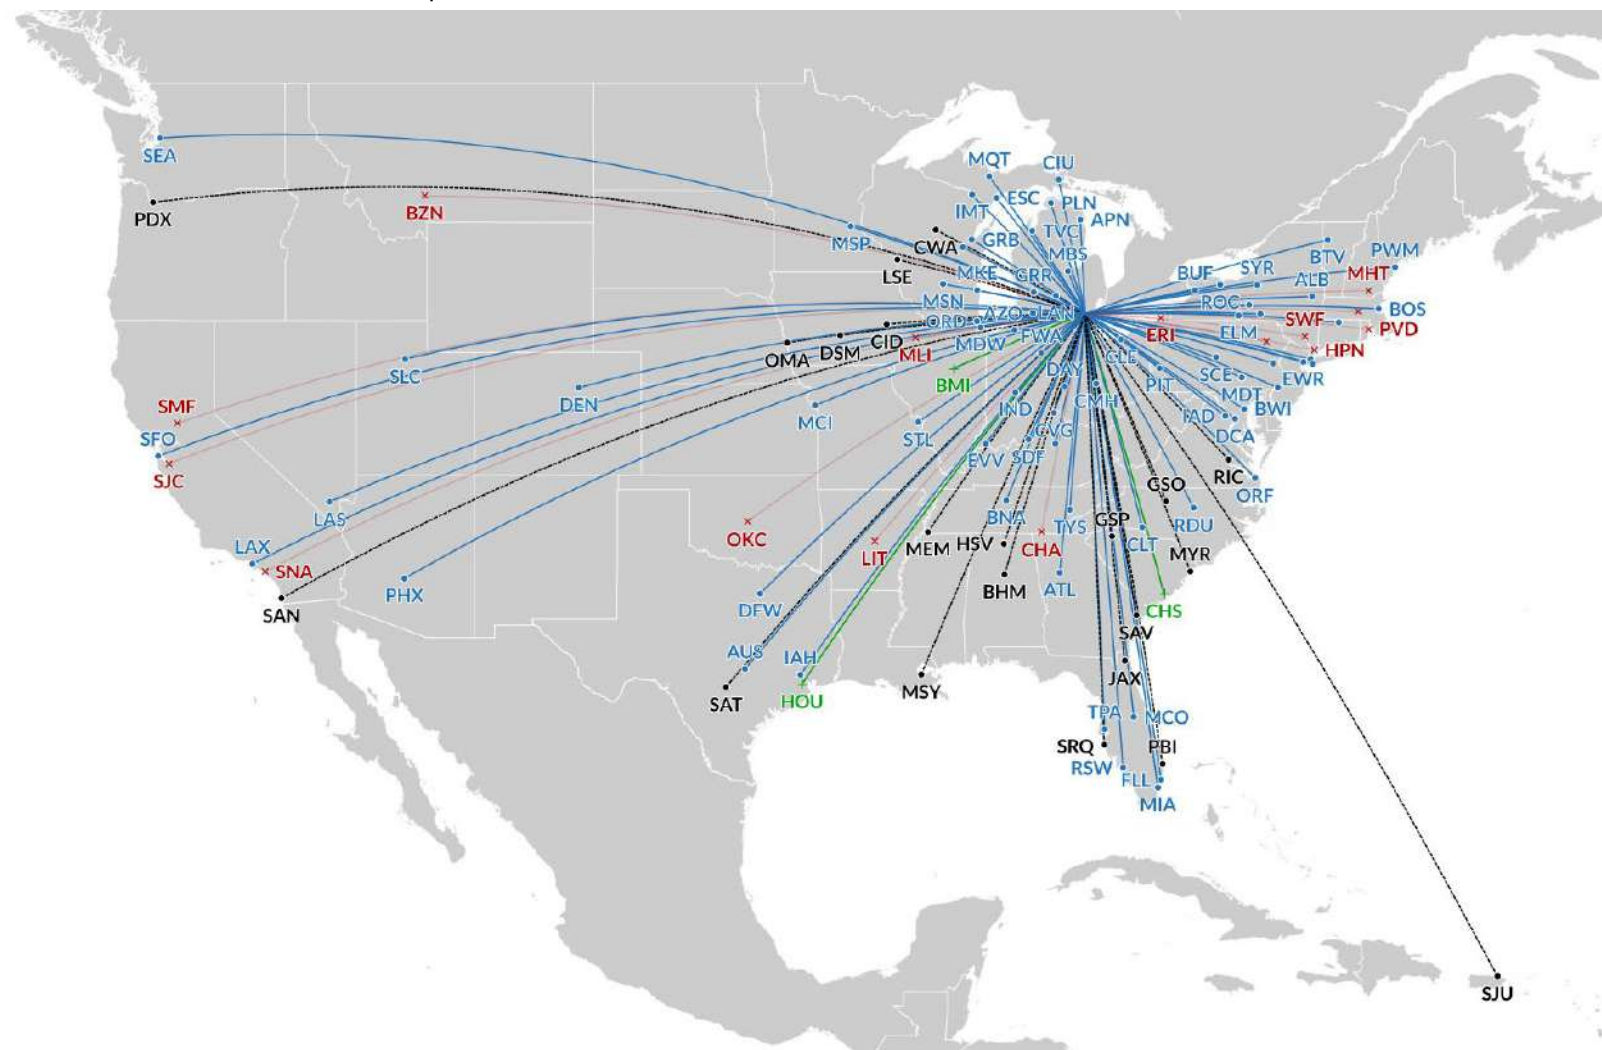 MQT
CIU
SEA
IMT
ESC
PLN
PDX
BZN
APN
MSP
CWA
GRB
TVC
MBS
BTV
PWM
LSE
MKE
GRR
BUF
SYR
ALB
MHT
MSN
ROC
BOS
ORD
AZO
LAN
SWF
PVD
OMA
DSM
CID
MLI
MDW
FWA
ERI
ELM
HPN
SLC
BMI
DAY
CLE
PIT
SCE
EWR
SMF
DEN
MCI
IND
CMH
MDT
SFO
STL
CVG
IAD
BWI
DCA
SJC
EVV
SDF
RIC
LAS
GSO
ORF
BNA
TYS
GSP
RDU
LAX
OKC
LIT
MEM
HSV
CHA
CLT
MYR
SNA
SAN
PHX
DFW
BHM
ATL
CHS
AUS
IAH
SAV
SAT
HOU
MSY
JAX
TPA
MCO
SRQ
PBI
RSW
FLL
MIA
SJU